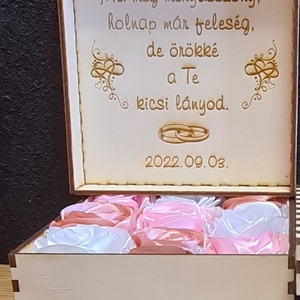 Ma még menyasszony,
holnap már feleség,
de örökké
a Te
kicsi lányod.
2022.09.03.